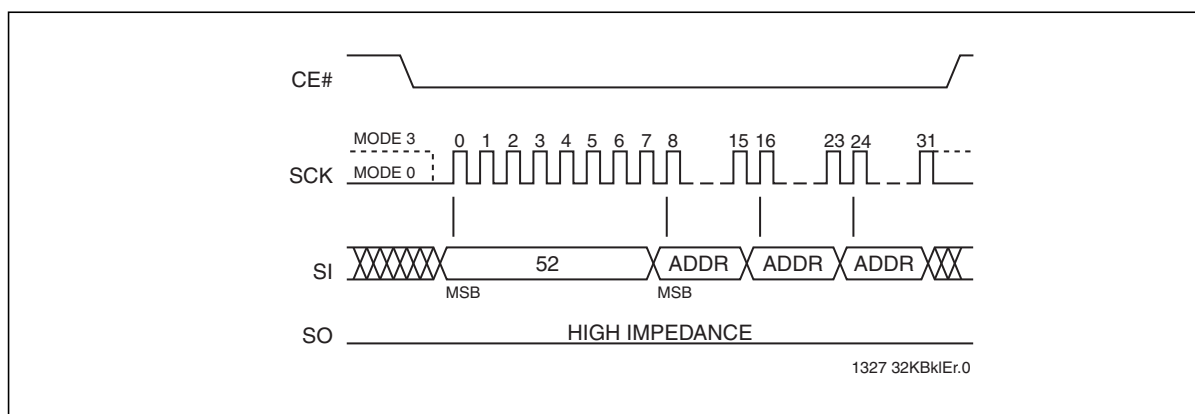 CE#
MODE 3
0 1 2 3 4 5 6 7 8 15 16 23 24 31
SCK
MODE 0
SI
52 ADDR ADDR ADDR
MSB MSB
SO
HIGH IMPEDANCE
1327 32KBklEr.0